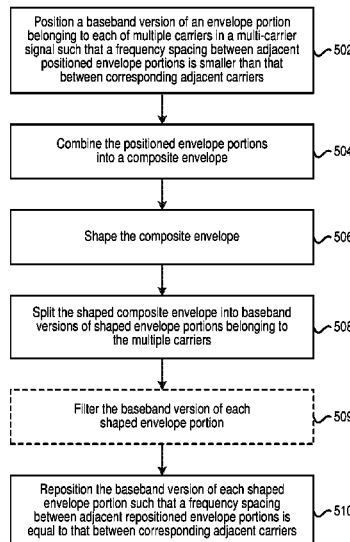 Position a baseband version of an envelope portion
belonging to each of multiple carriers in a multi-carrier
signal such that a frequency spacing between adjacent
positioned envelope portions is smaller than that
between corresponding adjacent carriers
502
Combine the positioned envelope portions
into a composite envelope
504
Shape the composite envelope
506
Split the shaped composite envelope into baseband
versions of shaped envelope portions belonging to
the multiple carriers
508
Filter the baseband version of each
shaped envelope portion
509
Reposition the baseband version of each shaped
envelope portion such that a frequency spacing
between adjacent repositioned envelope portions is
equal to that between corresponding adjacent carriers
510